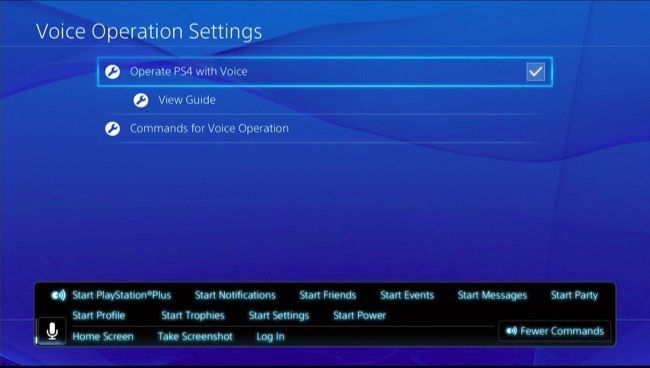 Voice Operation Settings
Operate PS4 with Voice
View Guide
Commands for Voice Operation
Start PlayStation®Plus Start Notifications Start Friends Start Events Start Messages Start Party
Start Profile Start Trophies Start Settings Start Power
Home Screen Take Screenshot Log In
Fewer Commands